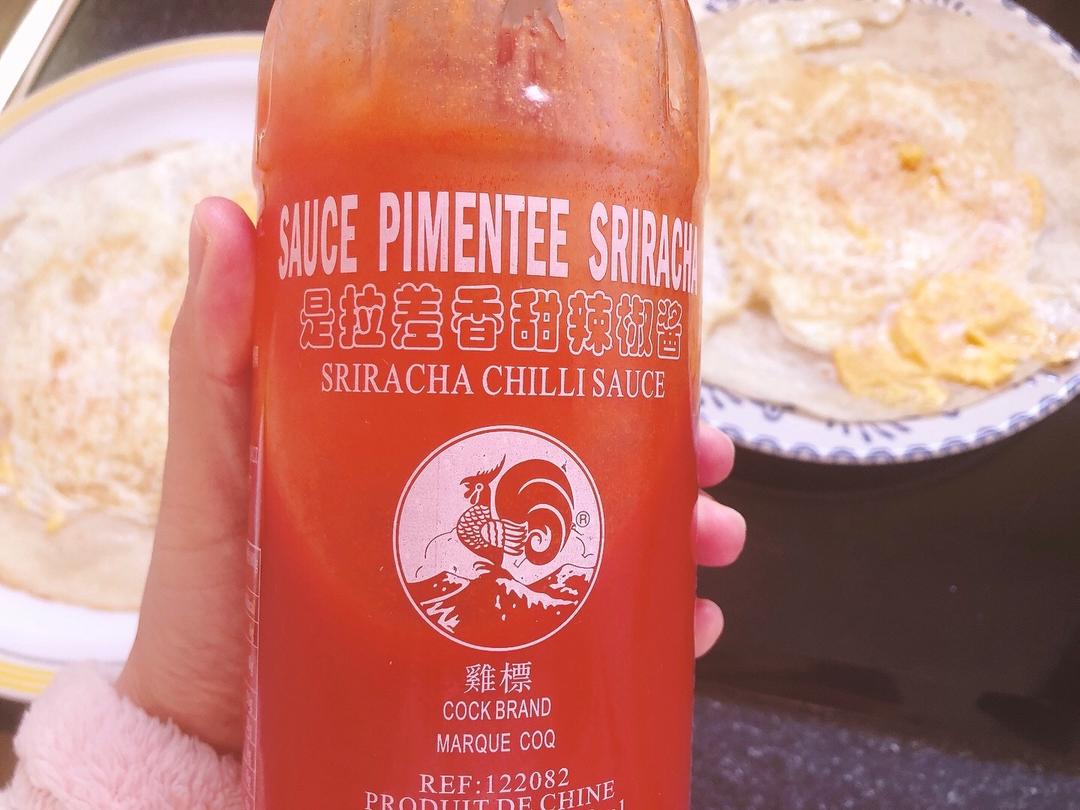 SAUCE PIMENTEE SRIRACHA
是拉差香甜辣椒酱
SRIRACHA CHILLI SAUCE
®
雞標
COCK BRAND
MARQUE COQ
REF:122082
PRODUIT DE CHINE